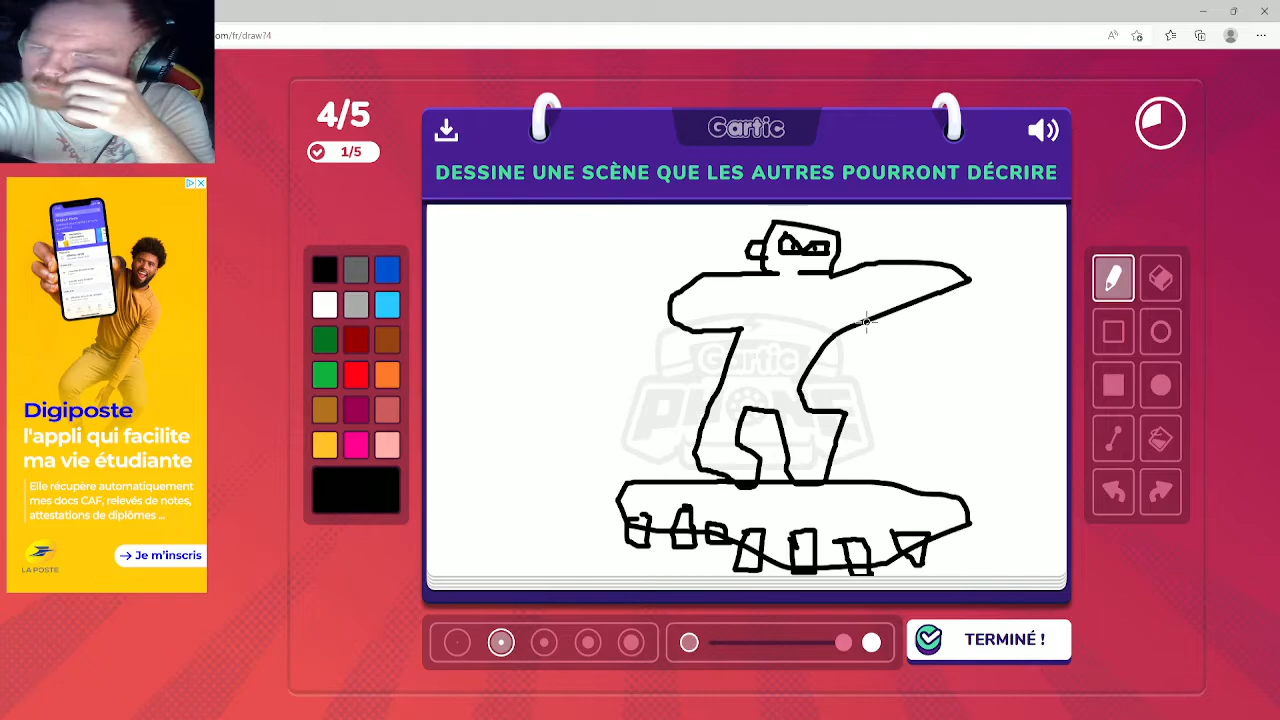 om/fr/draw?4
4/5
1/5
Gartic
DESSINE UNE SCÈNE QUE LES AUTRES POURRONT DÉCRIRE
Gartic
PHONE
Digiposte
l'appli qui facilite
ma vie étudiante
Elle récupère automatiquement
mes docs CAF, relevés de notes,
attestations de diplômes ...
LA POSTE
→ Je m'inscris
TERMINÉ !